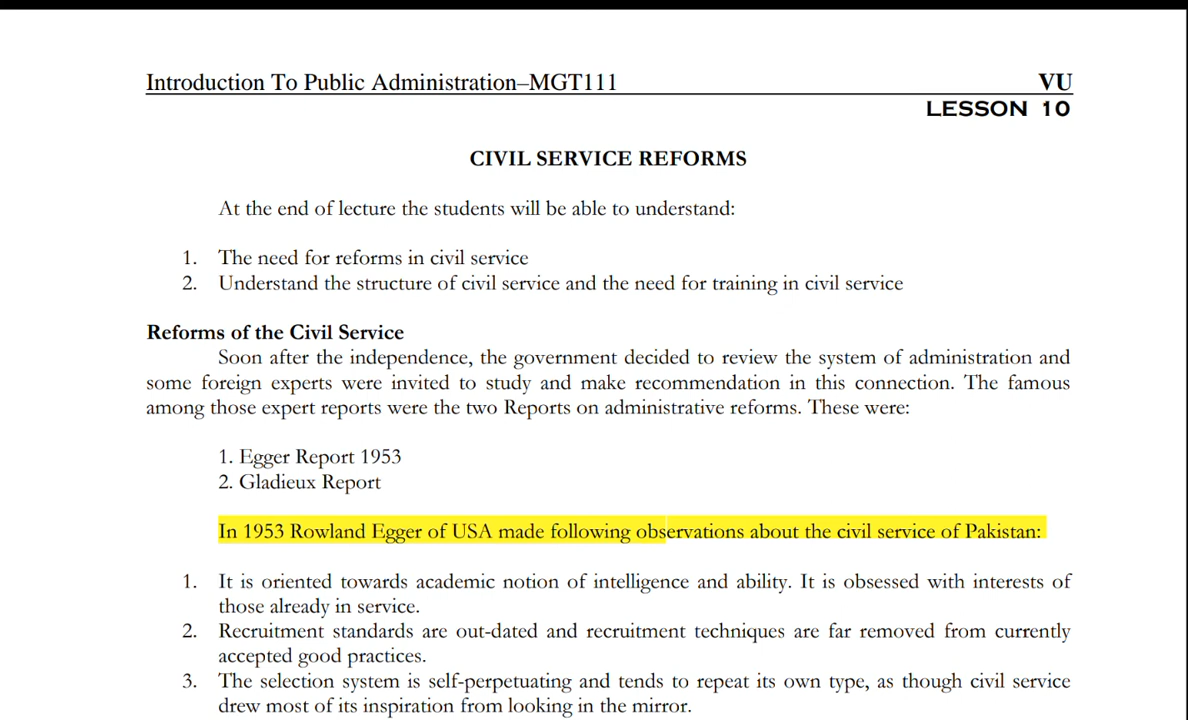 Introduction To Public Administration–MGT111 VU
LESSON 10
CIVIL SERVICE REFORMS
At the end of lecture the students will be able to understand:
1. The need for reforms in civil service
2. Understand the structure of civil service and the need for training in civil service
Reforms of the Civil Service
Soon after the independence, the government decided to review the system of administration and
some foreign experts were invited to study and make recommendation in this connection. The famous
among those expert reports were the two Reports on administrative reforms. These were:
1. Egger Report 1953
2. Gladieux Report
In 1953 Rowland Egger of USA made following observations about the civil service of Pakistan:
1. It is oriented towards academic notion of intelligence and ability. It is obsessed with interests of
those already in service.
2. Recruitment standards are out-dated and recruitment techniques are far removed from currently
accepted good practices.
3. The selection system is self-perpetuating and tends to repeat its own type, as though civil service
drew most of its inspiration from looking in the mirror.